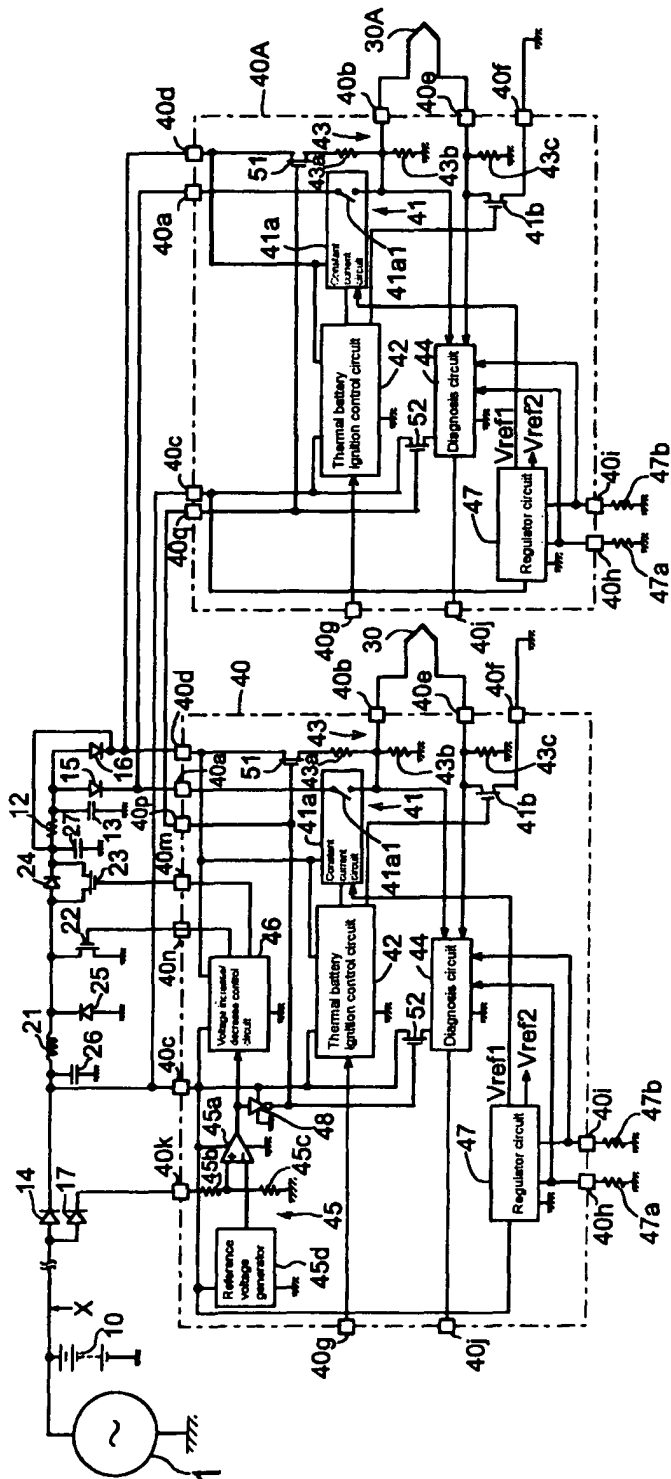 1
10
X
14
17
26
21
25
22
24
23
27
12
13
15
16
40k
40c
40n
40m
40p
40a
40d
40
45b
45a
45c
45
Reference
voltage
generator
45d
48
Voltage increase/
decrease control
circuit
46
Thermal battery
ignition control circuit
42
41a
Constant
current
circuit
41a1
41
51
43a
43
43b
43c
40b
30
40e
40f
41b
52
44
Diagnosis circuit
Vref1
Vref2
47
Regulator circuit
40g
40j
40h
40i
47a
47b
40q
40c
40a
40d
40A
Thermal battery
ignition control circuit
42
41a
Constant
current
circuit
41a1
41
51
43a
43
43b
43c
40b
30A
40e
40f
41b
52
44
Diagnosis circuit
Vref1
Vref2
47
Regulator circuit
40g
40j
40h
40i
47a
47b